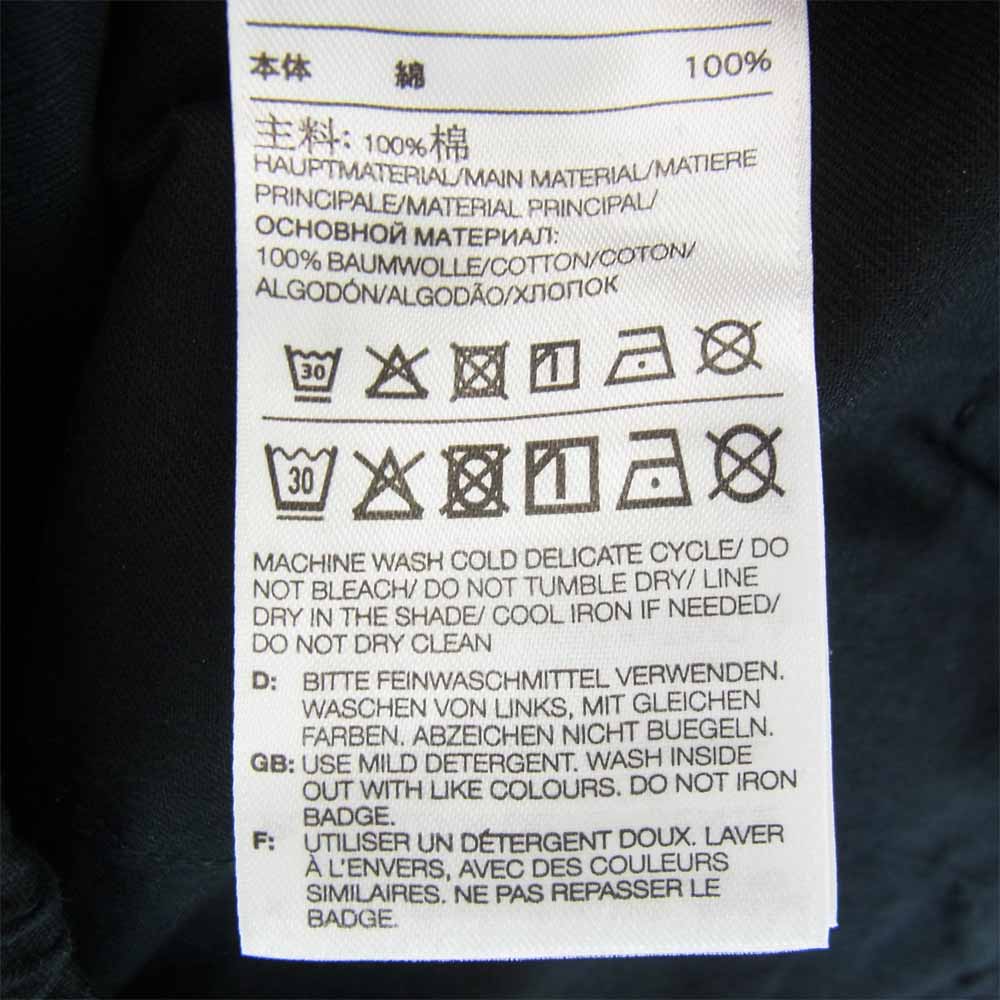 本体 綿 100%
主料: 100%棉
HAUPTMATERIAL/MAIN MATERIAL/MATIERE
PRINCIPALE/MATERIAL PRINCIPAL/
ОСНОВНОЙ МАТЕРИАЛ:
100% BAUMWOLLE/COTTON/COTON/
ALGODÓN/ALGODÃO/ХЛОПОК
30
30
MACHINE WASH COLD DELICATE CYCLE/ DO
NOT BLEACH/ DO NOT TUMBLE DRY/ LINE
DRY IN THE SHADE/ COOL IRON IF NEEDED/
DO NOT DRY CLEAN
D: BITTE FEINWASCHMITTEL VERWENDEN.
WASCHEN VON LINKS, MIT GLEICHEN
FARBEN. ABZEICHEN NICHT BUEGELN.
GB: USE MILD DETERGENT. WASH INSIDE
OUT WITH LIKE COLOURS. DO NOT IRON
BADGE.
F: UTILISER UN DÉTERGENT DOUX. LAVER
À L'ENVERS, AVEC DES COULEURS
SIMILAIRES. NE PAS REPASSER LE
BADGE.